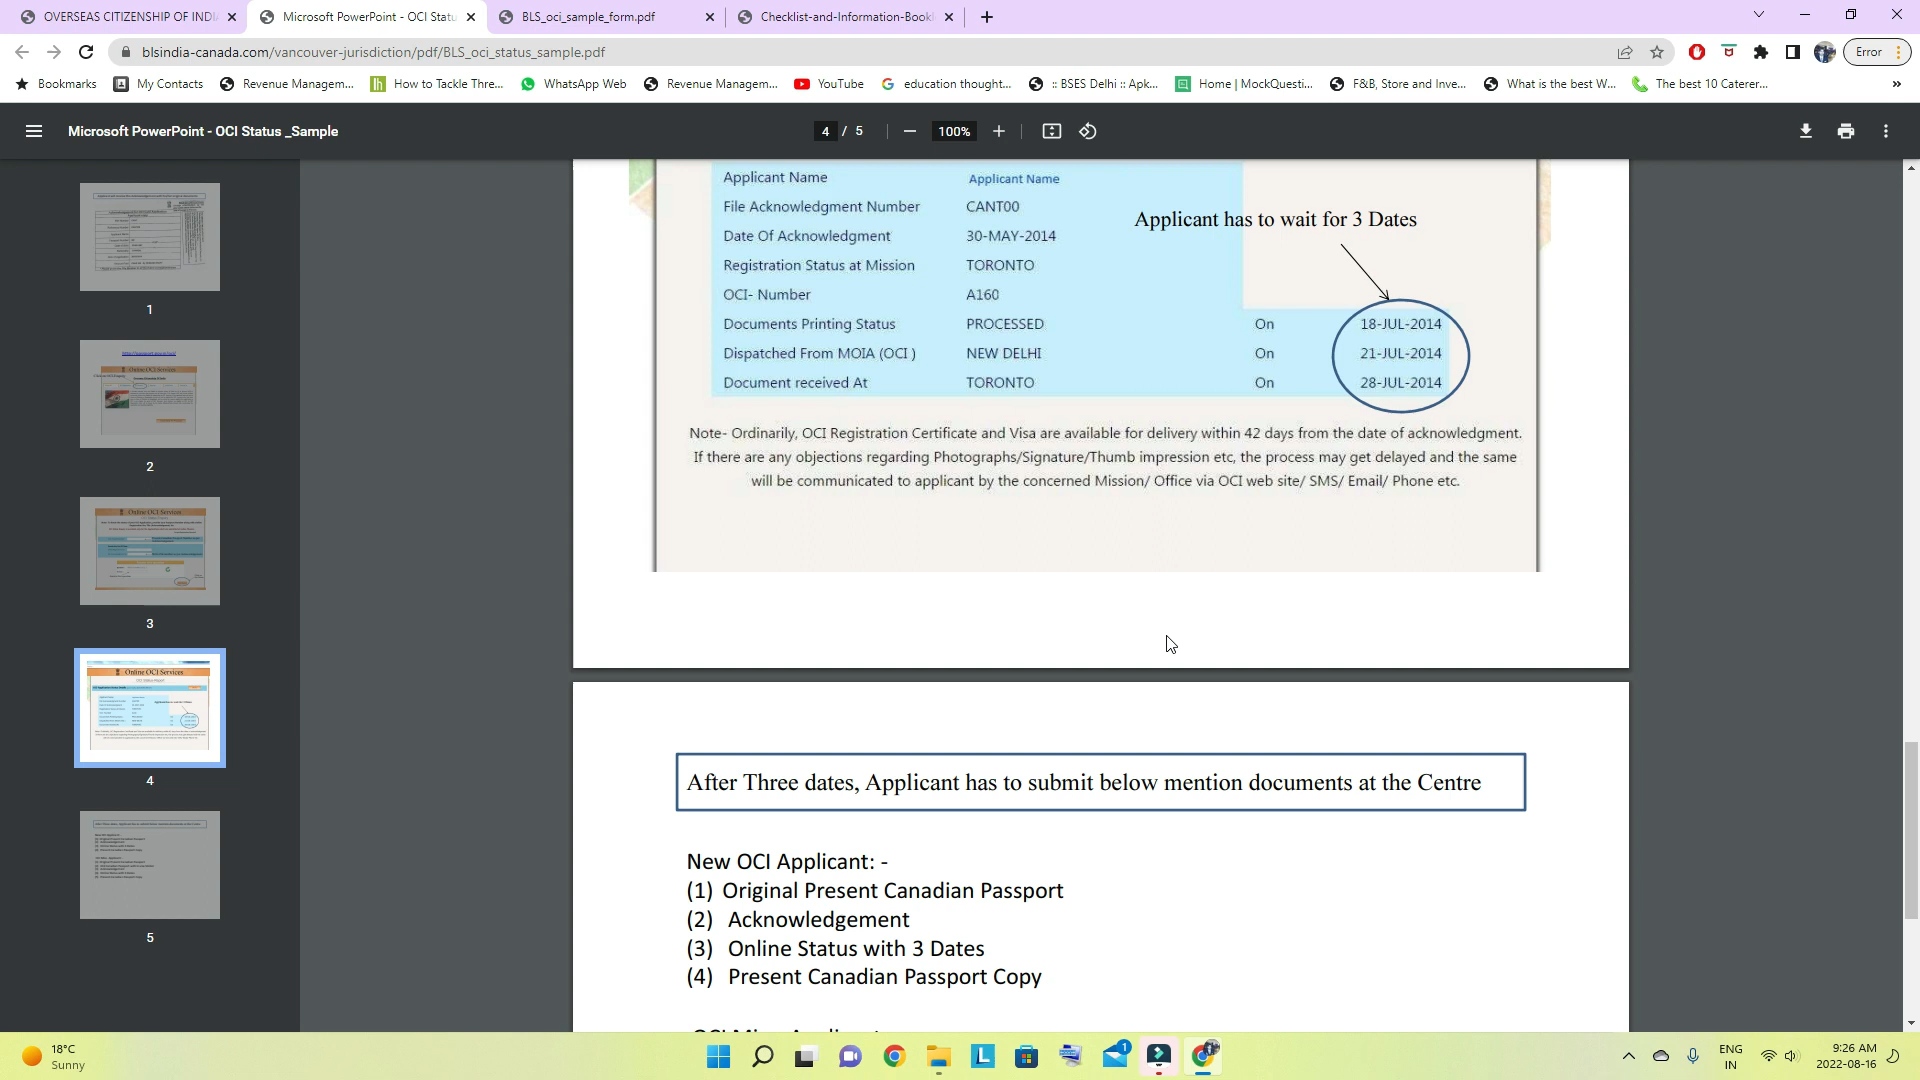 OVERSEAS CITIZENSHIP OF INDI
Microsoft PowerPoint - OCI Statu
BLS_oci_sample_form.pdf
Checklist-and-Information-Bookl
blsindia-canada.com/vancouver-jurisdiction/pdf/BLS_oci_status_sample.pdf
Error
Bookmarks
My Contacts
Revenue Managem...
How to Tackle Thre...
WhatsApp Web
Revenue Managem...
YouTube
education thought...
:: BSES Delhi :: Apk...
Home | MockQuesti...
F&B, Store and Inve...
What is the best W...
The best 10 Caterer...
»
Microsoft PowerPoint - OCI Status _Sample
4 / 5
100%
1
2
3
Online OCI Services
4
5
Applicant Name Applicant Name
File Acknowledgment Number CANT00
Applicant has to wait for 3 Dates
Date Of Acknowledgment 30-MAY-2014
Registration Status at Mission TORONTO
OCI- Number A160
Documents Printing Status PROCESSED On 18-JUL-2014
Dispatched From MOIA (OCI ) NEW DELHI On 21-JUL-2014
Document received At TORONTO On 28-JUL-2014
Note- Ordinarily, OCI Registration Certificate and Visa are available for delivery within 42 days from the date of acknowledgment.
If there are any objections regarding Photographs/Signature/Thumb impression etc, the process may get delayed and the same
will be communicated to applicant by the concerned Mission/ Office via OCI web site/ SMS/ Email/ Phone etc.
After Three dates, Applicant has to submit below mention documents at the Centre
New OCI Applicant: -
(1) Original Present Canadian Passport
(2) Acknowledgement
(3) Online Status with 3 Dates
(4) Present Canadian Passport Copy
18°C
Sunny
1
ENG
IN
9:26 AM
2022-08-16